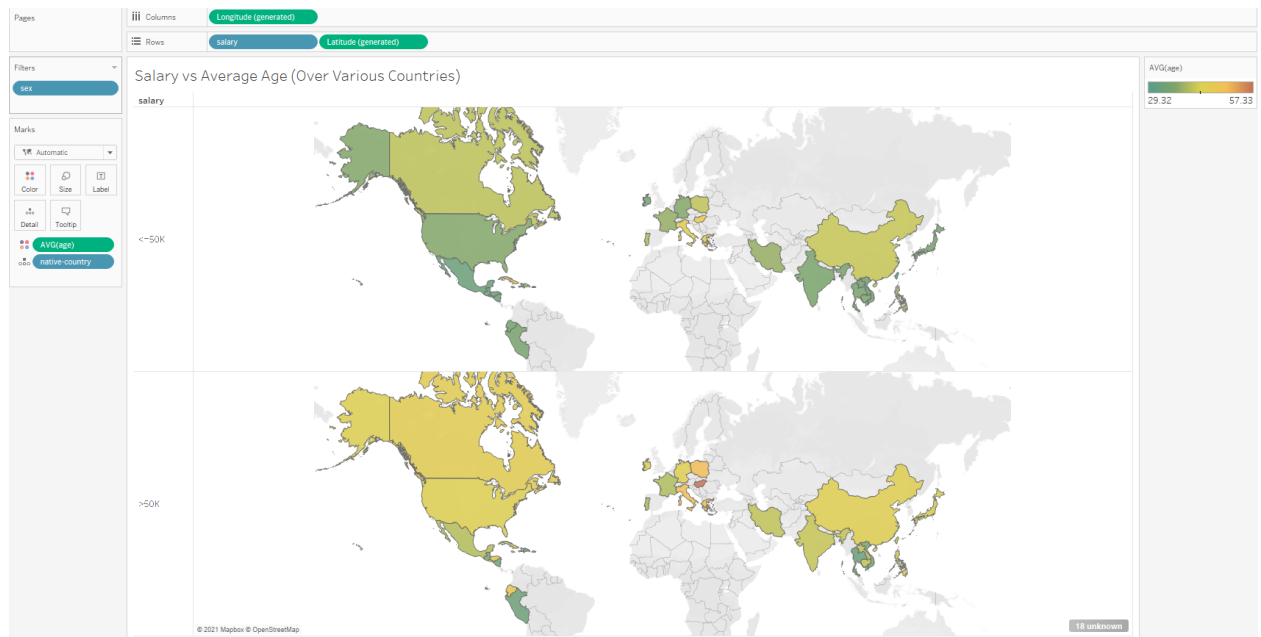 Pages
Columns
Longitude (generated)
Rows
salary
Latitude (generated)
Filters
sex
Marks
Automatic
Color
Size
Label
Detail
Tooltip
AVG(age)
native-country
Salary vs Average Age (Over Various Countries)
salary
<=50K
>50K
© 2021 Mapbox © OpenStreetMap
18 unknown
AVG(age)
29.32 57.33